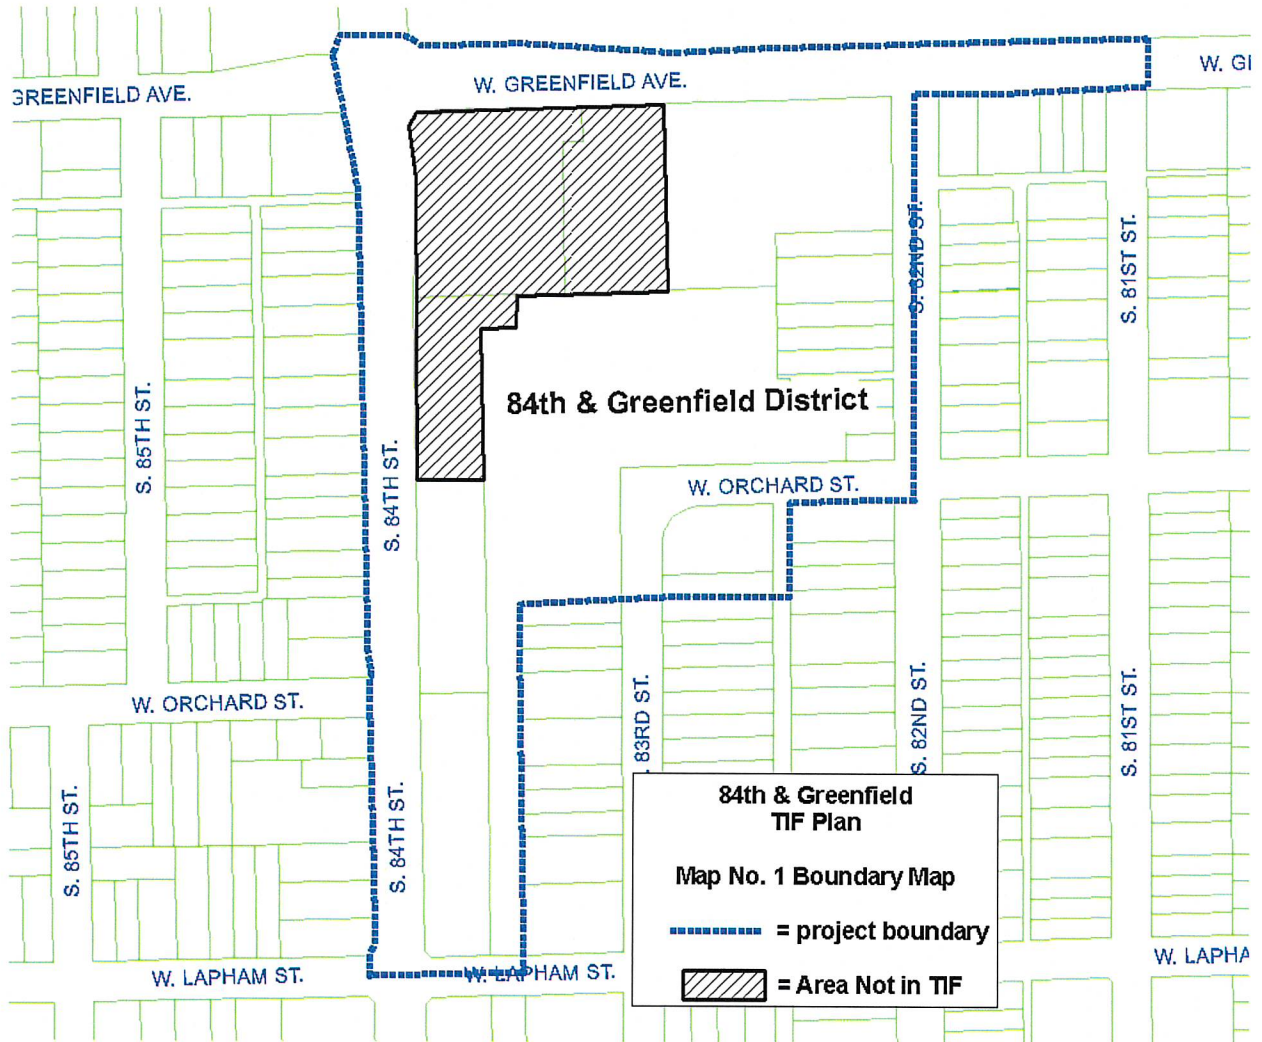 W. GREENFIELD AVE.
GREENFIELD AVE.
S. 82ND ST.
S. 81ST ST.
S. 85TH ST.
84th & Greenfield District
S. 84TH ST.
W. ORCHARD ST.
W. ORCHARD ST.
83RD ST.
S. 82ND ST.
S. 81ST ST.
S. 85TH ST.
S. 84TH ST.
84th & Greenfield
TIF Plan
Map No. 1 Boundary Map
= project boundary
= Area Not in TIF
W. LAPHAM ST.
W. LAPHAM ST.
W. LAPHA